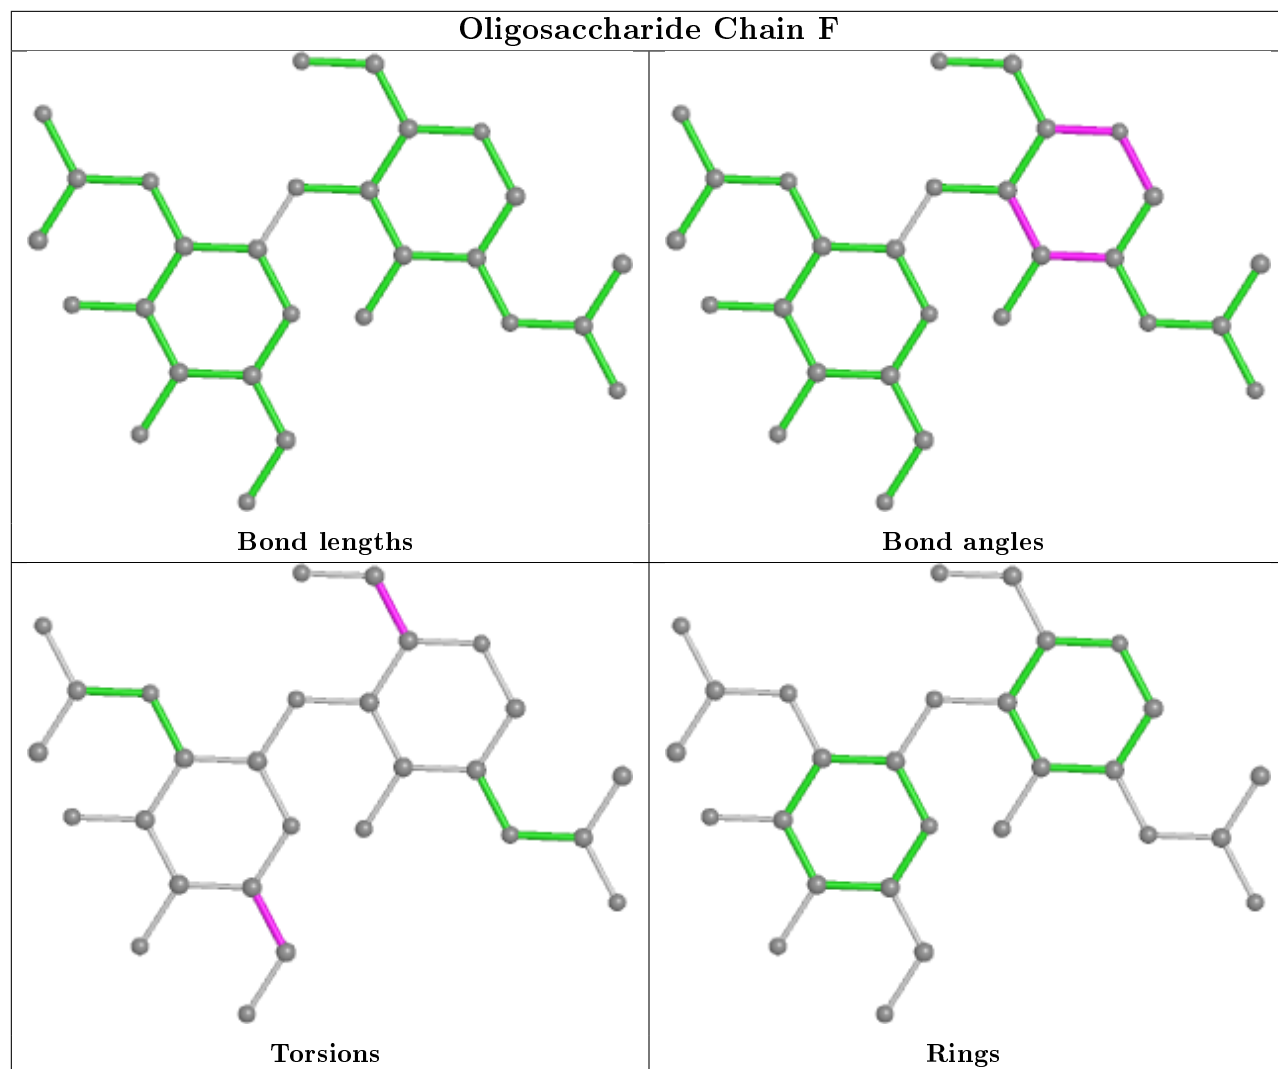 Oligosaccharide Chain F
Bond lengths
Bond angles
Torsions
Rings